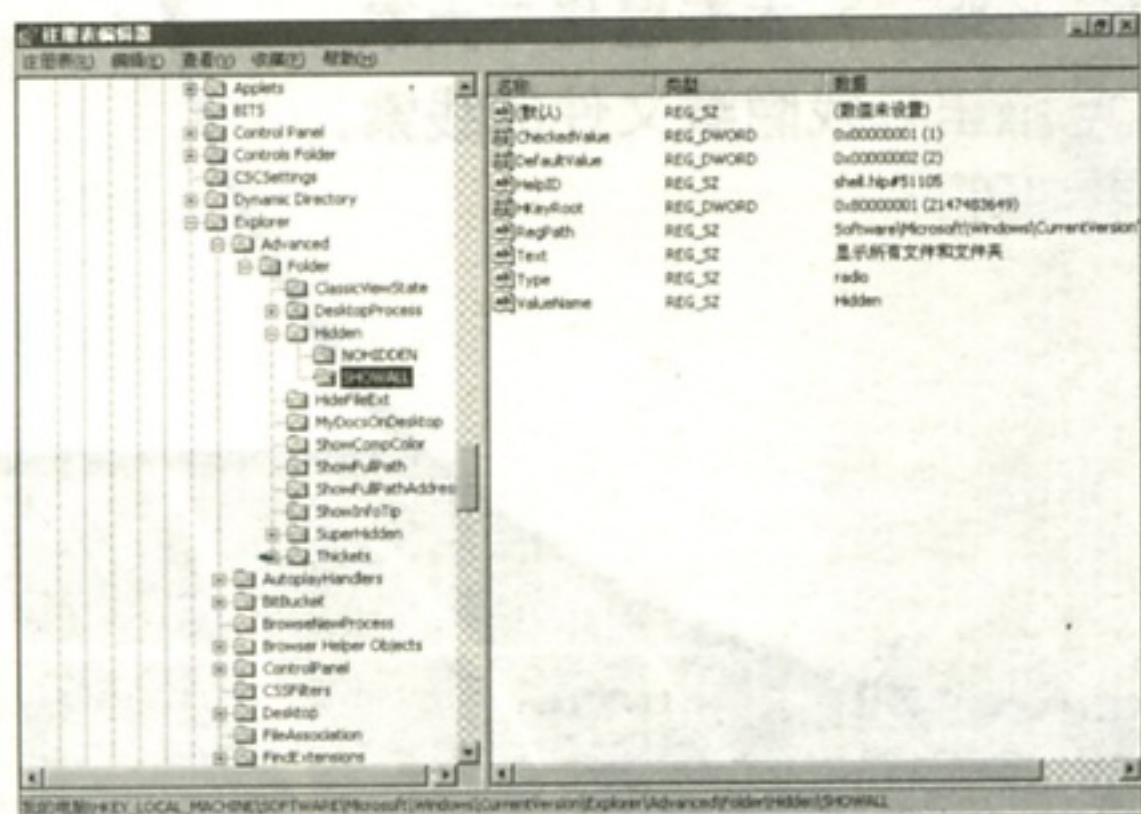 注册表编辑器
注册表(R) 编辑(E) 查看(V) 收藏(F) 帮助(H)
Applets
BITS
Control Panel
Controls Folder
CSCSettings
Dynamic Directory
Explorer
Advanced
Folder
ClassicViewState
DesktopProcess
Hidden
NOHIDDEN
SHOWALL
HideFileExt
MyDocsOnDesktop
ShowCompColor
ShowFullPath
ShowFullPathAddres
ShowInfoTip
SuperHidden
Thickets
AutoplayHandlers
BitBucket
BrowseNewProcess
Browser Helper Objects
ControlPanel
CSSFilters
Desktop
FileAssociation
FindExtensions
名称 类型 数据
(默认) REG_SZ (数值未设置)
CheckedValue REG_DWORD 0x00000001 (1)
DefaultValue REG_DWORD 0x00000002 (2)
HelpID REG_SZ shell.hlp#51105
HKeyRoot REG_DWORD 0x80000001 (2147483649)
RegPath REG_SZ Software\Microsoft\Windows\CurrentVersion\
Text REG_SZ 显示所有文件和文件夹
Type REG_SZ radio
ValueName REG_SZ Hidden
我的电脑\HKEY_LOCAL_MACHINE\SOFTWARE\Microsoft\Windows\CurrentVersion\Explorer\Advanced\Folder\Hidden\SHOWALL